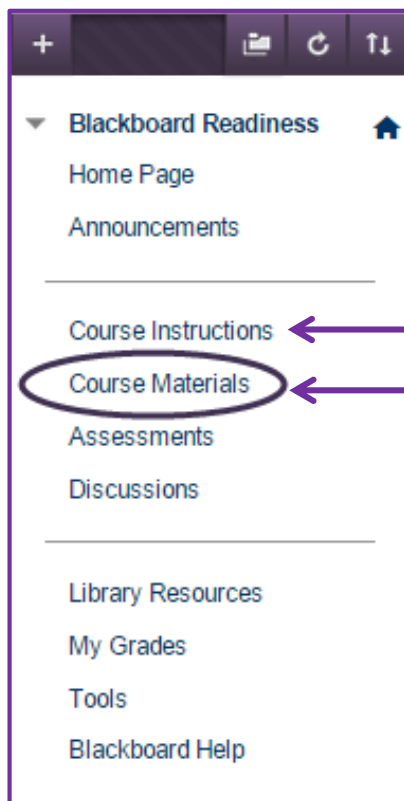 Blackboard Readiness
Home Page
Announcements
Course Instructions
Course Materials
Assessments
Discussions
Library Resources
My Grades
Tools
Blackboard Help